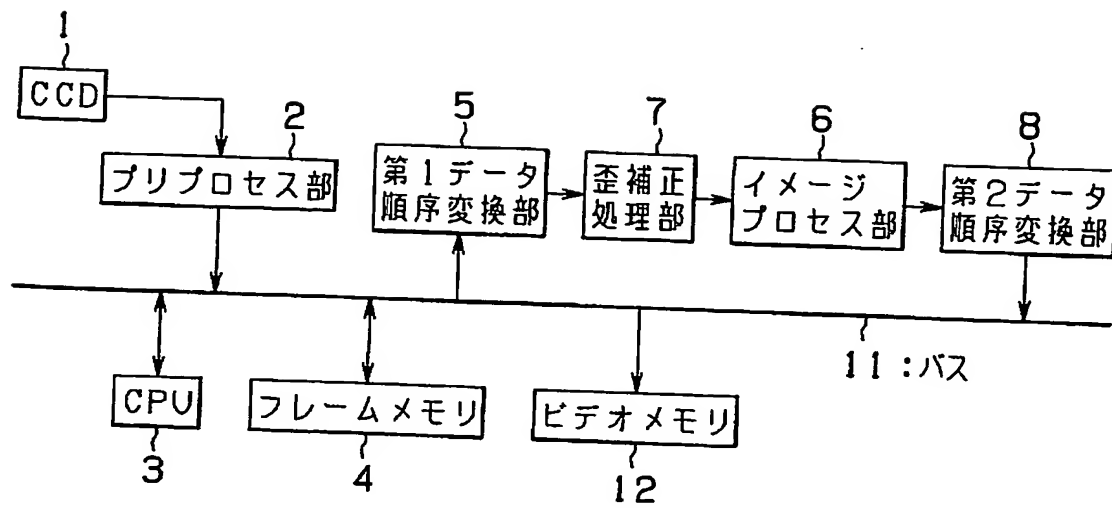 1
CCD
2
プリプロセス部
5
第1データ
順序変換部
7
歪補正
処理部
6
イメージ
プロセス部
8
第2データ
順序変換部
11：バス
CPU
3
フレームメモリ
4
ビデオメモリ
12